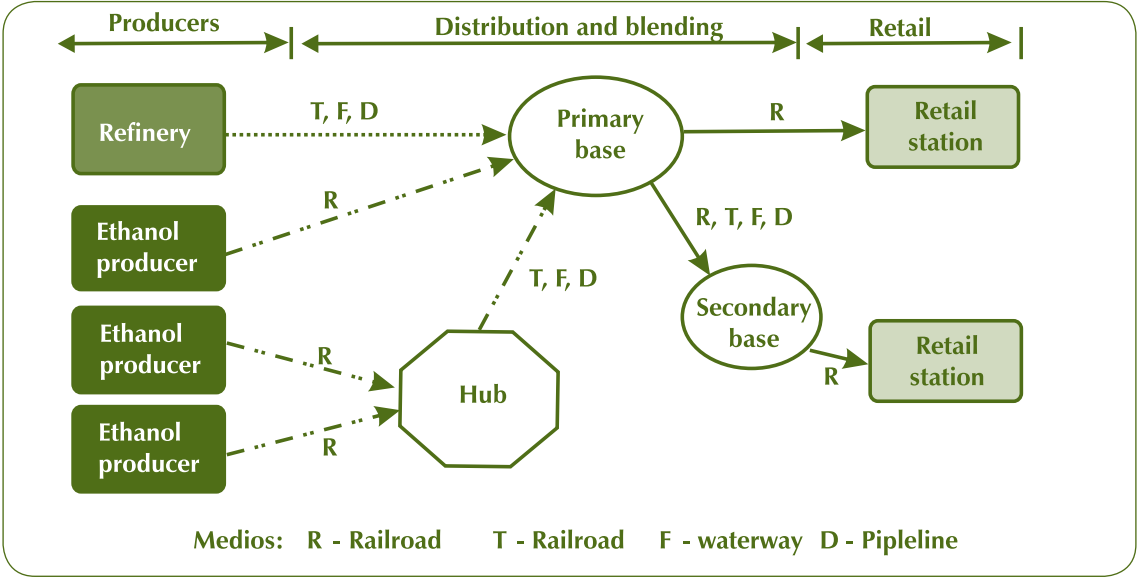 Producers
Distribution and blending
Retail
Refinery
T, F, D
Primary
base
R
Retail
station
R
Ethanol
producer
R, T, F, D
T, F, D
Secondary
base
Ethanol
producer
R
Hub
R
Retail
station
Ethanol
producer
R
Medios: R - Railroad T - Railroad F - waterway D - Pipleline